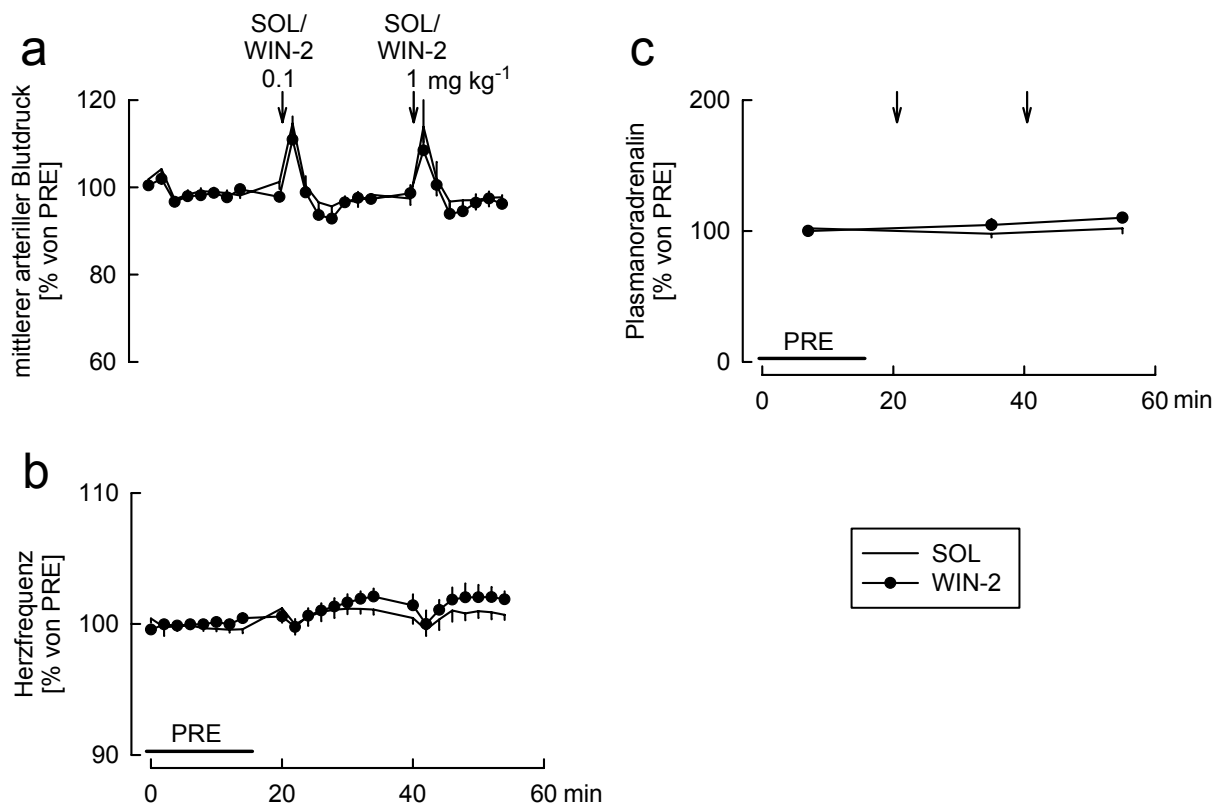 a
SOL/ SOL/
WIN-2 WIN-2
0.1 1 mg kg⁻¹
mittlerer arteriller Blutdruck
[% von PRE]
120
100
80
60
b
Herzfrequenz
[% von PRE]
110
100
90
PRE
0 20 40 60 min
c
Plasmanoradrenalin
[% von PRE]
200
100
0
PRE
0 20 40 60 min
SOL
WIN-2